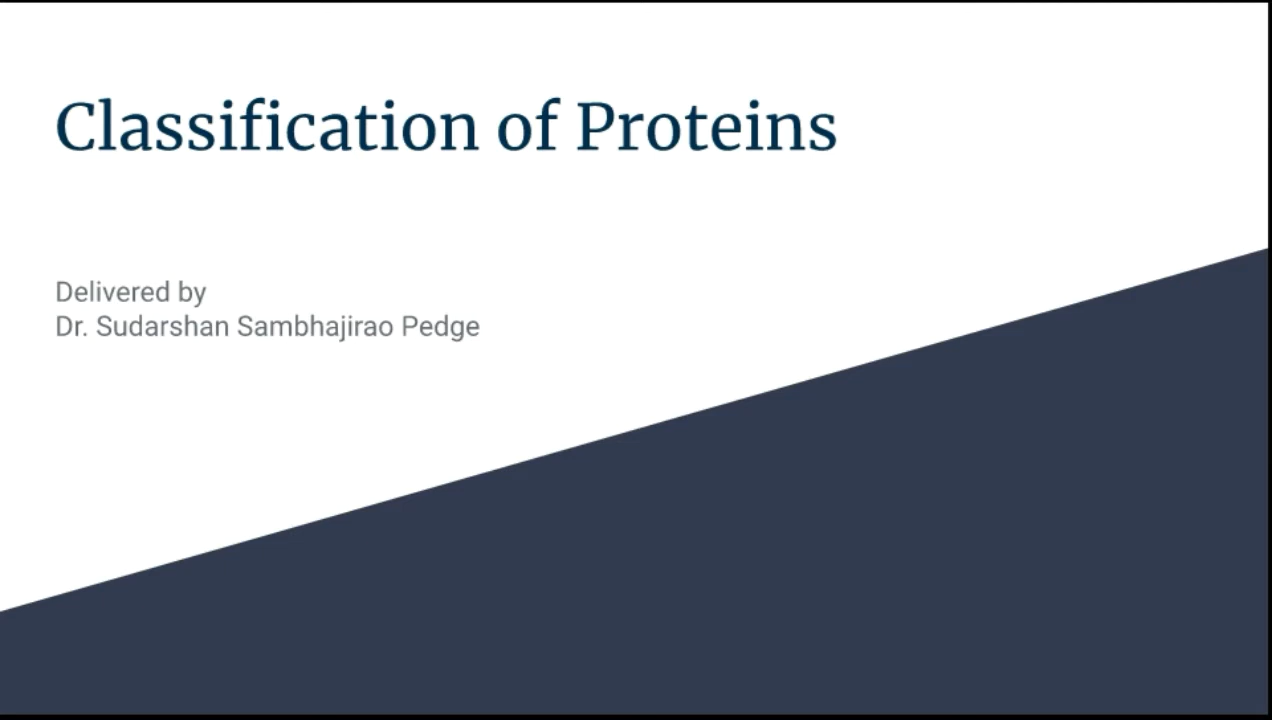 Classification of Proteins
Delivered by
Dr. Sudarshan Sambhajirao Pedge